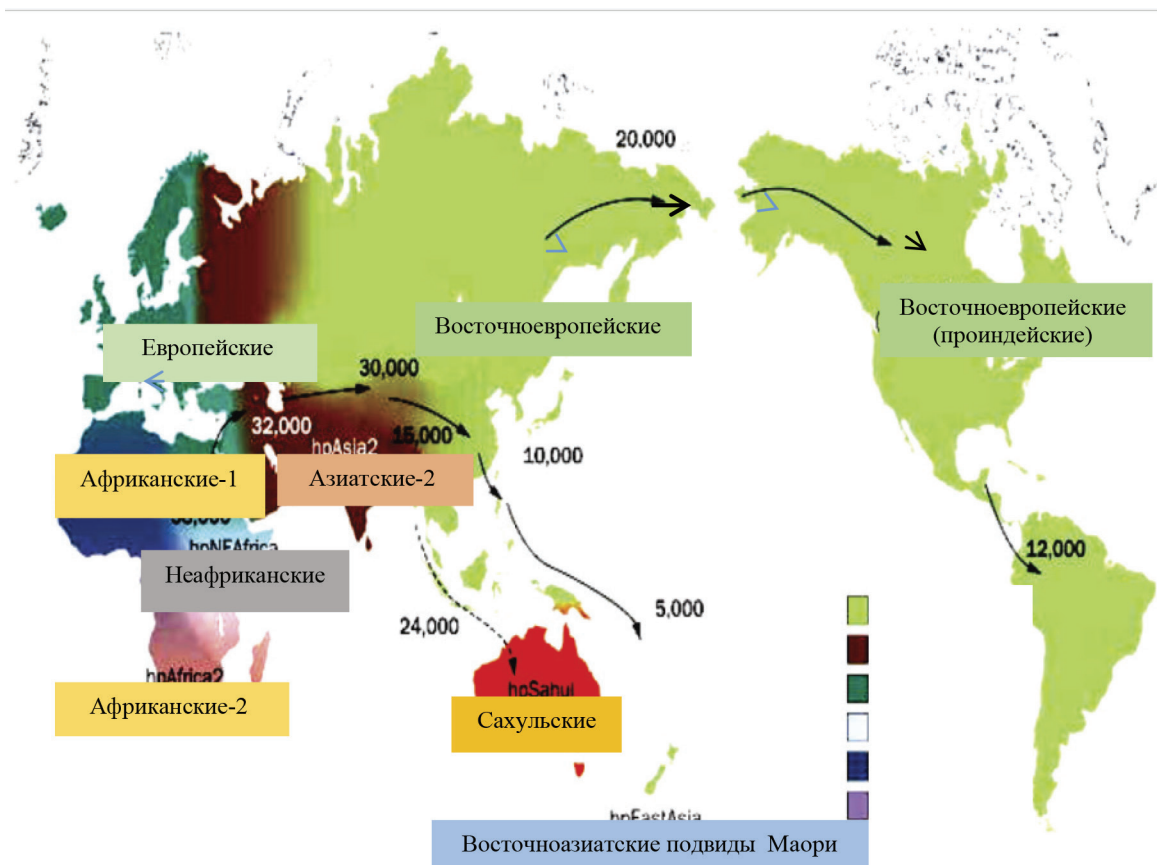 20,000
Восточноевропейские
(проиндейские)
Восточноевропейские
Европейские
30,000
32,000
hpAsia2
15,000
10,000
Африканские-1
Азиатские-2
hpNEAfrica
Неафриканские
12,000
5,000
24,000
hpAfrica2
hpSahul
Африканские-2
Сахульские
hpEastAsia
Восточноазиатские подвиды Маори